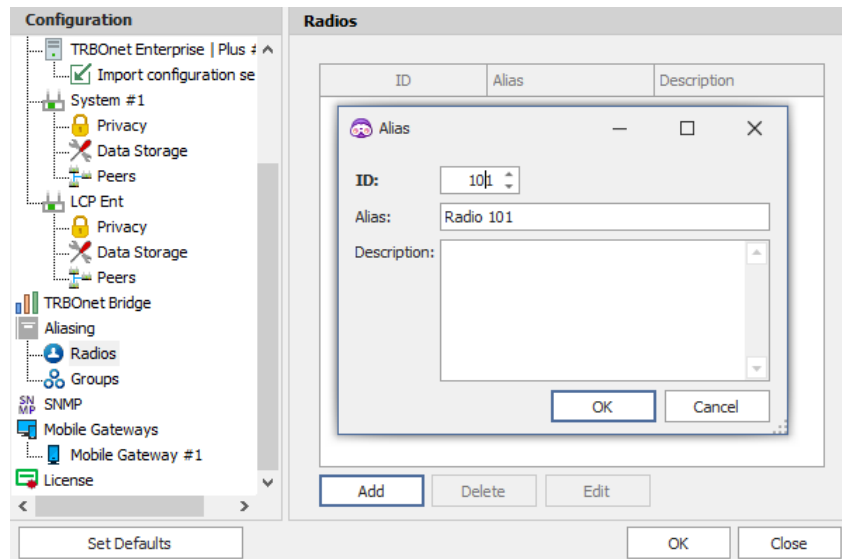 Configuration
TRBOnet Enterprise | Plus #
Import configuration se
System #1
Privacy
Data Storage
Peers
LCP Ent
Privacy
Data Storage
Peers
TRBOnet Bridge
Aliasing
Radios
Groups
SN
MP SNMP
Mobile Gateways
Mobile Gateway #1
License
Set Defaults
Radios
ID Alias Description
Alias
ID: 101
Alias: Radio 101
Description:
OK Cancel
Add Delete Edit
OK Close